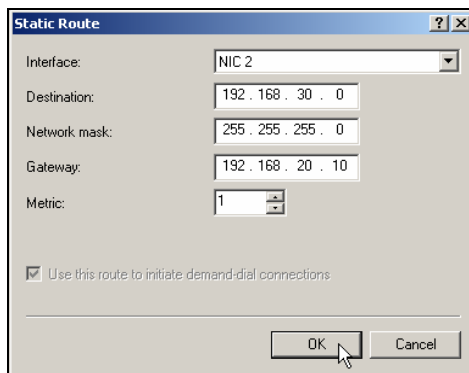 Static Route
Interface: NIC 2
Destination: 192 . 168 . 30 . 0
Network mask: 255 . 255 . 255 . 0
Gateway: 192 . 168 . 20 . 10
Metric: 1
Use this route to initiate demand-dial connections
OK Cancel